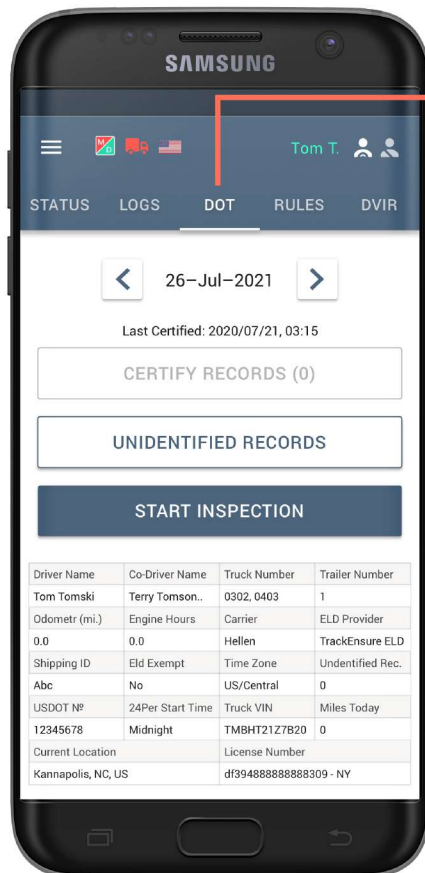 SAMSUNG
M D
Tom T.
STATUS LOGS DOT RULES DVIR
26–Jul–2021
Last Certified: 2020/07/21, 03:15
CERTIFY RECORDS (0)
UNIDENTIFIED RECORDS
START INSPECTION
Driver Name Co-Driver Name Truck Number Trailer Number
Tom Tomski Terry Tomson.. 0302, 0403 1
Odometr (mi.) Engine Hours Carrier ELD Provider
0.0 0.0 Hellen TrackEnsure ELD
Shipping ID Eld Exempt Time Zone Undentified Rec.
Abc No US/Central 0
USDOT Nº 24Per Start Time Truck VIN Miles Today
12345678 Midnight TMBHT21Z7B20 0
Current Location License Number
Kannapolis, NC, US df394888888888309 - NY